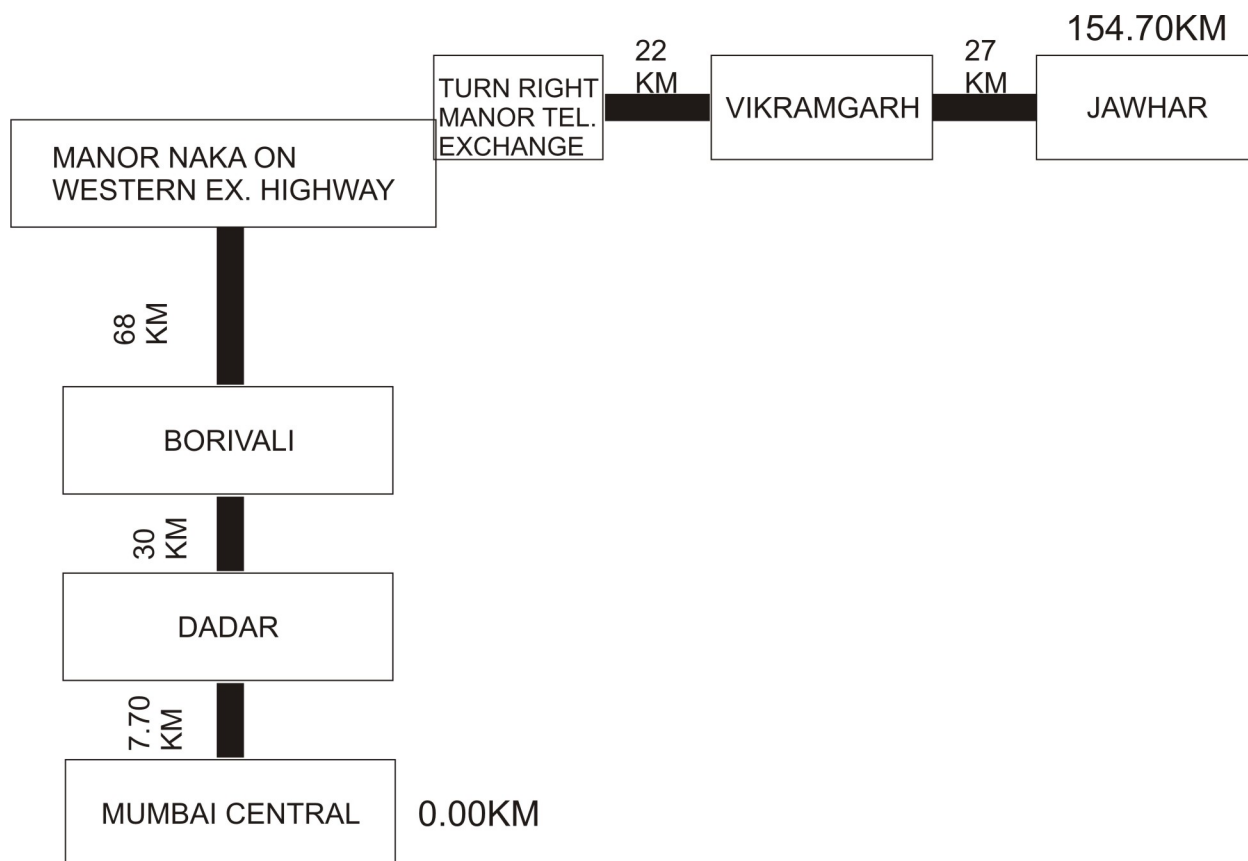 154.70KM
22
KM
27
KM
TURN RIGHT
MANOR TEL.
EXCHANGE
VIKRAMGARH
JAWHAR
MANOR NAKA ON
WESTERN EX. HIGHWAY
68
KM
BORIVALI
30
KM
DADAR
7.70
KM
MUMBAI CENTRAL
0.00KM